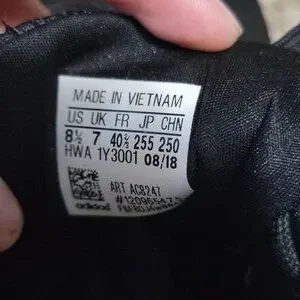 MADE IN VIETNAM
US UK FR JP CHN
8½ 7 40⅔ 255 250
HWA 1Y3001 08/18
ART AC8247
adidas